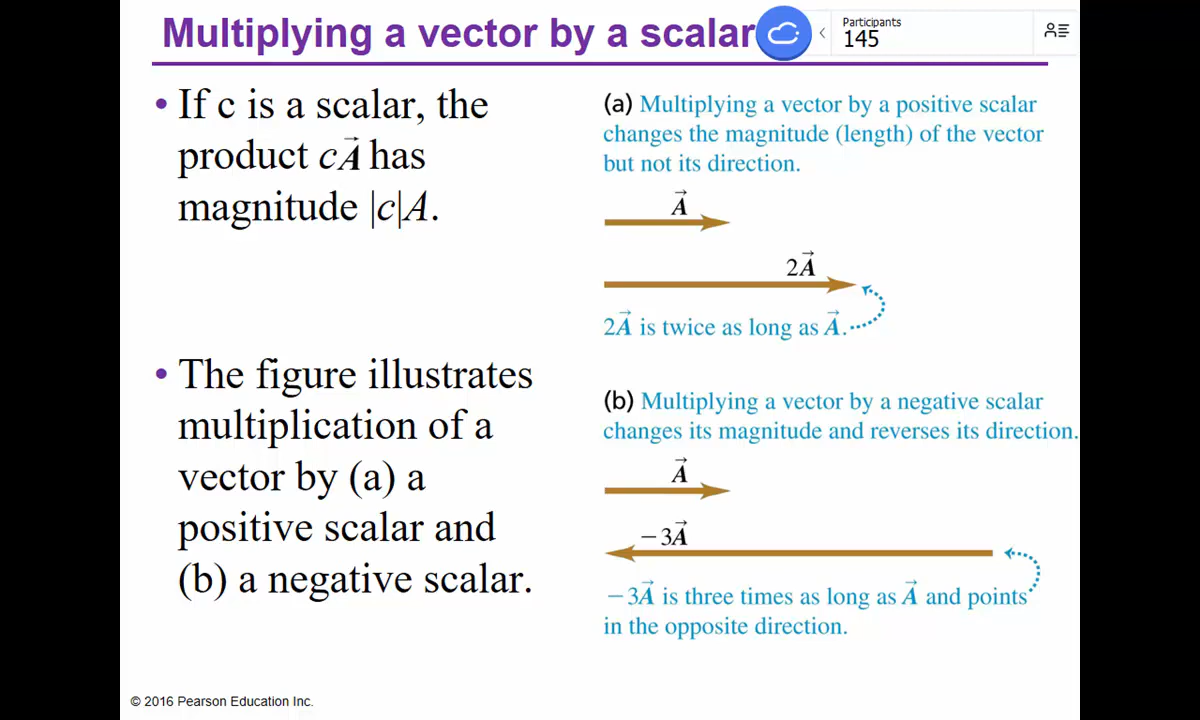 Multiplying a vector by a scalar
Participants
145
• If c is a scalar, the
product cA⃗ has
magnitude |c|A.
• The figure illustrates
multiplication of a
vector by (a) a
positive scalar and
(b) a negative scalar.
(a) Multiplying a vector by a positive scalar
changes the magnitude (length) of the vector
but not its direction.
A⃗
2A⃗
2A⃗ is twice as long as A⃗.
(b) Multiplying a vector by a negative scalar
changes its magnitude and reverses its direction.
A⃗
−3A⃗
−3A⃗ is three times as long as A⃗ and points
in the opposite direction.
© 2016 Pearson Education Inc.